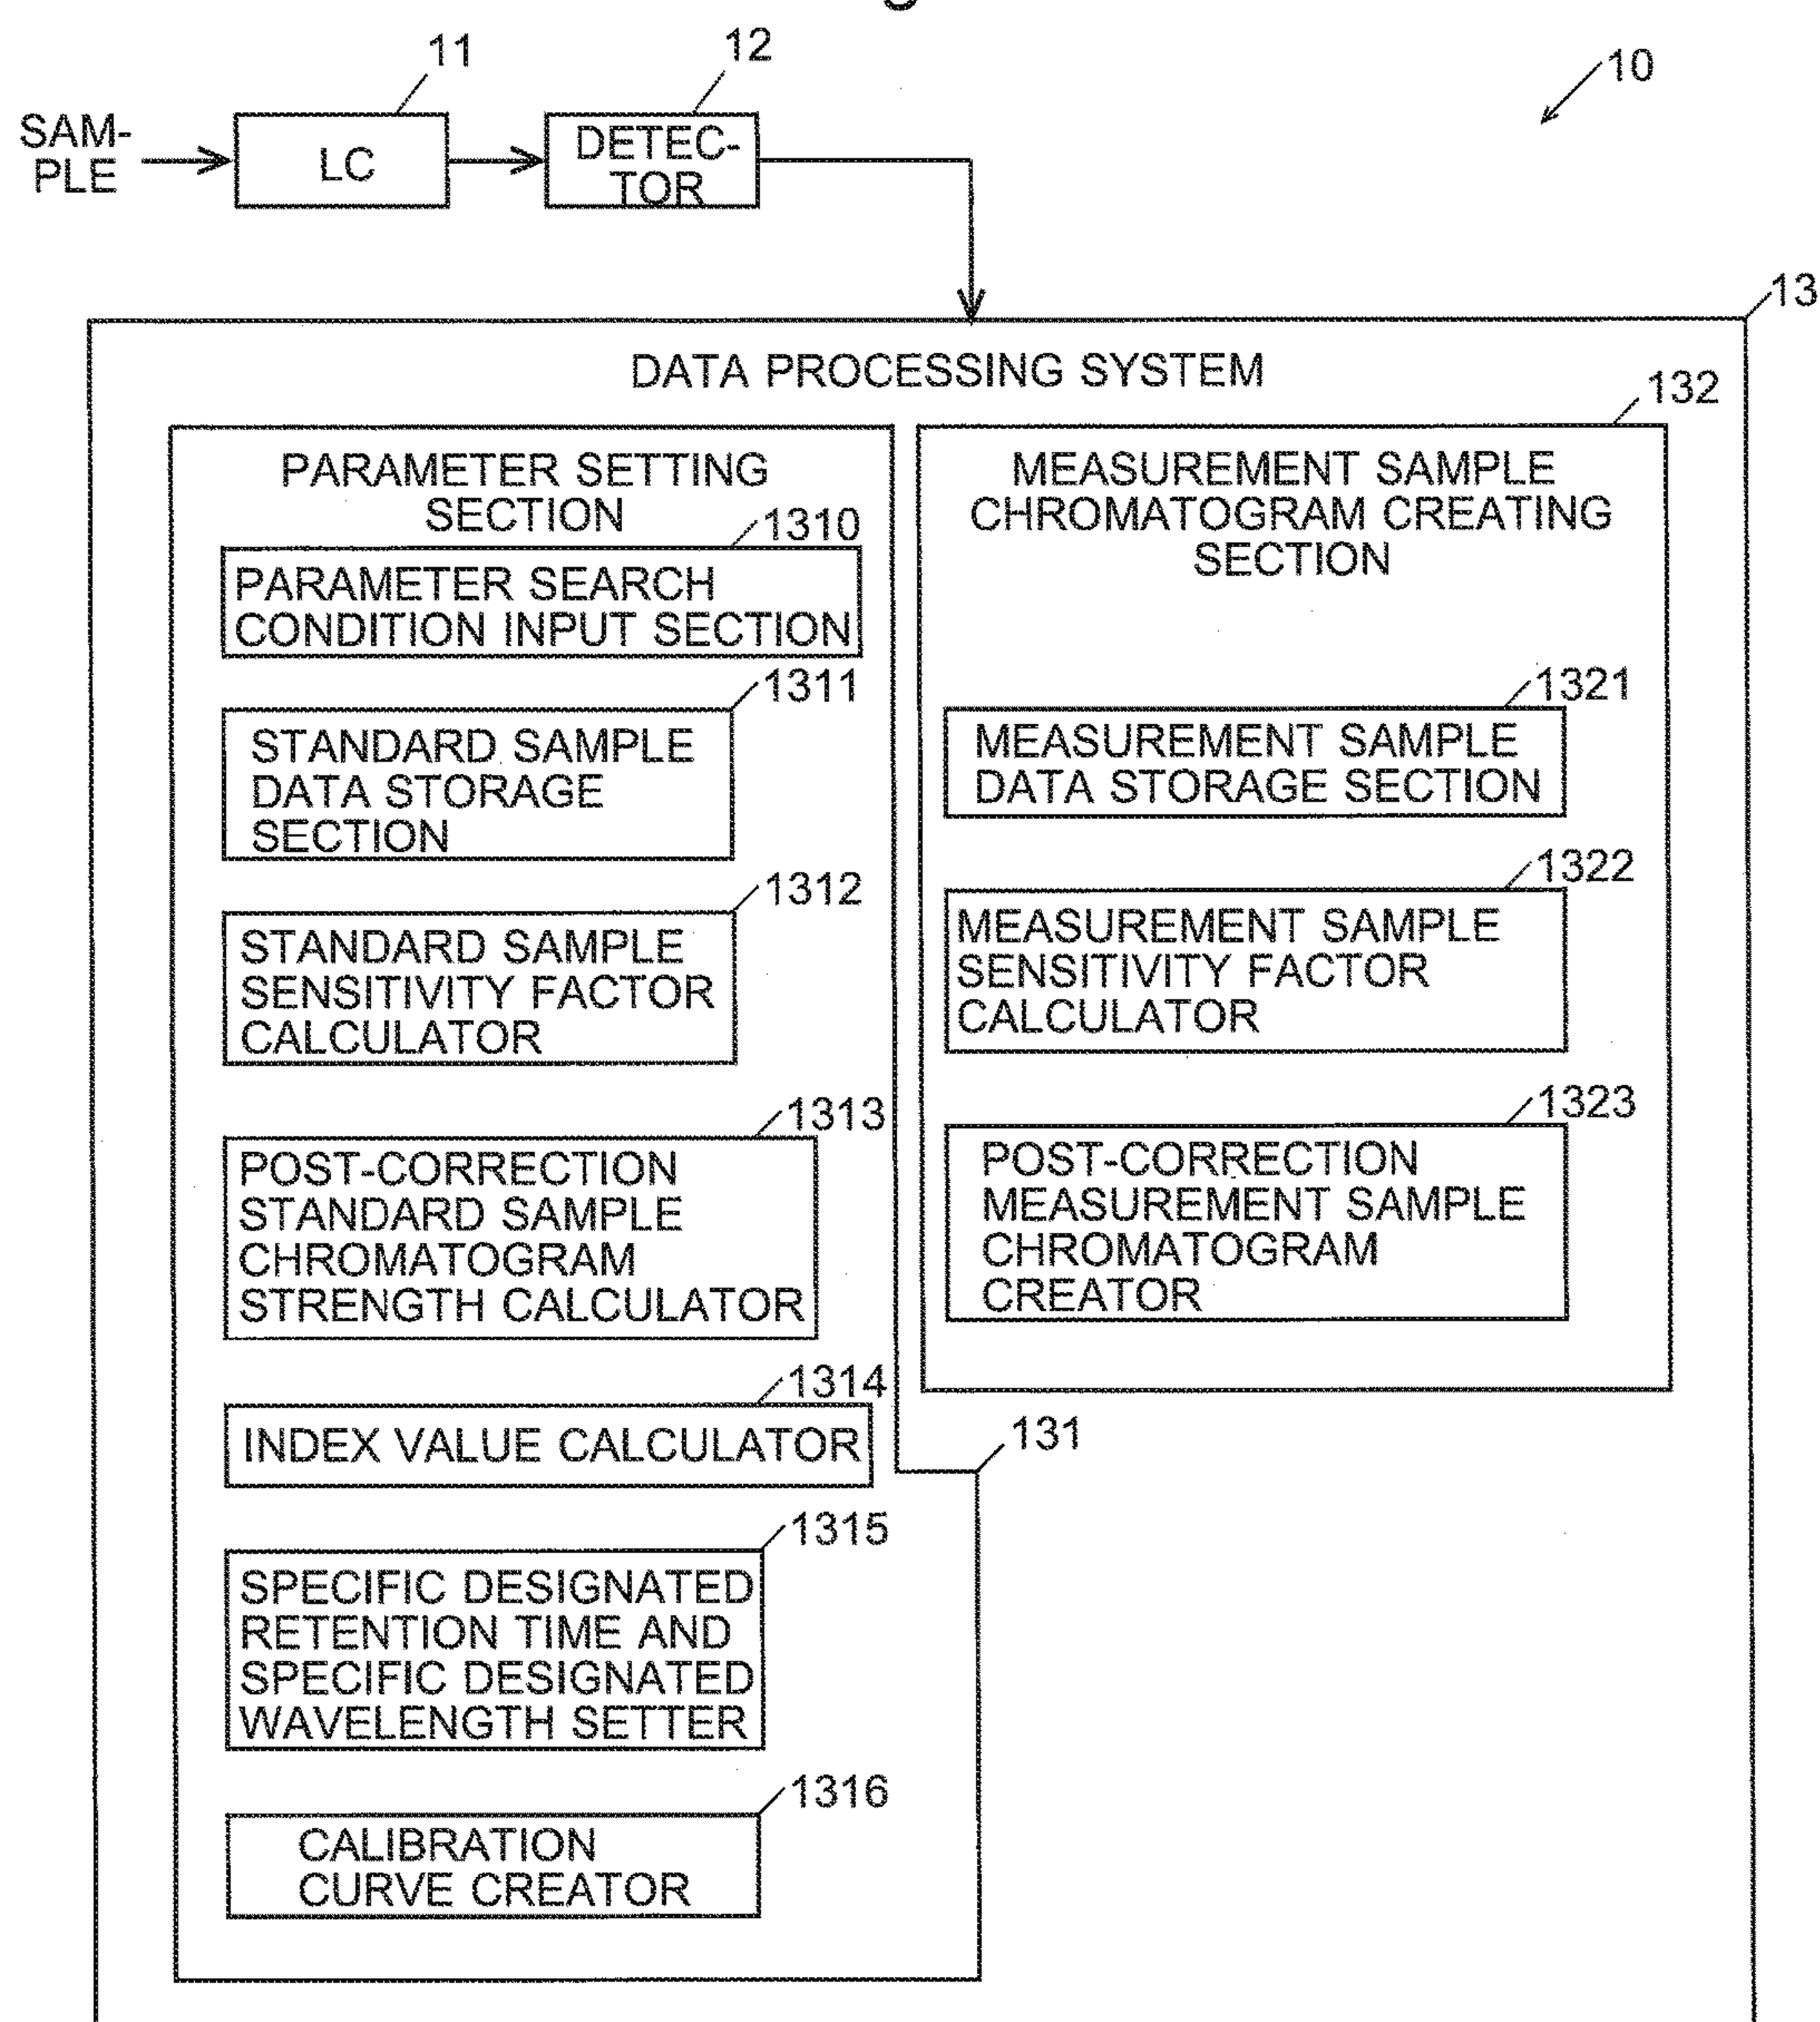 11
12
10
SAM-
PLE
LC
DETEC-
TOR
13
DATA PROCESSING SYSTEM
132
PARAMETER SETTING
SECTION
1310
PARAMETER SEARCH
CONDITION INPUT SECTION
1311
STANDARD SAMPLE
DATA STORAGE
SECTION
1312
STANDARD SAMPLE
SENSITIVITY FACTOR
CALCULATOR
1313
POST-CORRECTION
STANDARD SAMPLE
CHROMATOGRAM
STRENGTH CALCULATOR
1314
INDEX VALUE CALCULATOR
131
1315
SPECIFIC DESIGNATED
RETENTION TIME AND
SPECIFIC DESIGNATED
WAVELENGTH SETTER
1316
CALIBRATION
CURVE CREATOR
MEASUREMENT SAMPLE
CHROMATOGRAM CREATING
SECTION
1321
MEASUREMENT SAMPLE
DATA STORAGE SECTION
1322
MEASUREMENT SAMPLE
SENSITIVITY FACTOR
CALCULATOR
1323
POST-CORRECTION
MEASUREMENT SAMPLE
CHROMATOGRAM
CREATOR